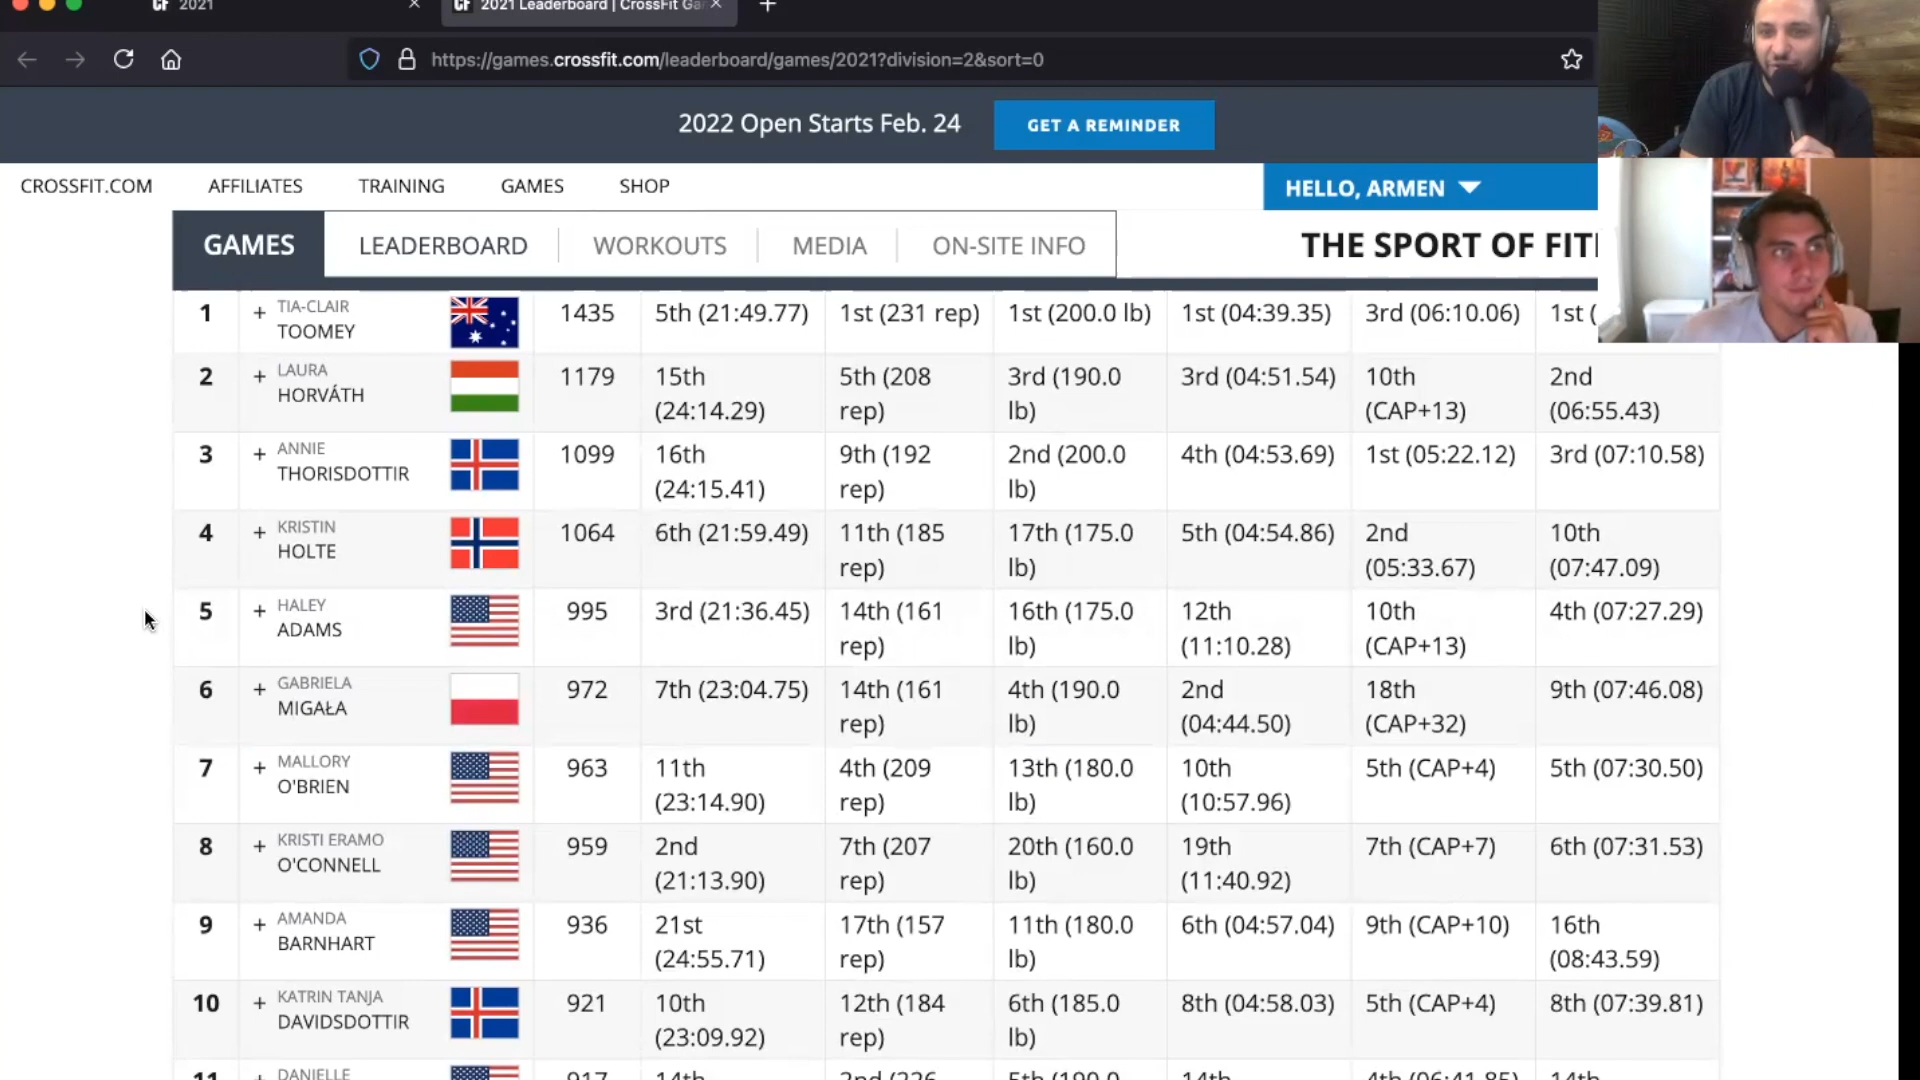 2021
2021 Leaderboard | CrossFit Ga
https://games.crossfit.com/leaderboard/games/2021?division=2&sort=0
2022 Open Starts Feb. 24
GET A REMINDER
CROSSFIT.COM AFFILIATES TRAINING GAMES SHOP
HELLO, ARMEN
GAMES LEADERBOARD WORKOUTS MEDIA ON-SITE INFO
THE SPORT OF FIT
1 + TIA-CLAIR TOOMEY 1435 5th (21:49.77) 1st (231 rep) 1st (200.0 lb) 1st (04:39.35) 3rd (06:10.06) 1st (
2 + LAURA HORVÁTH 1179 15th (24:14.29) 5th (208 rep) 3rd (190.0 lb) 3rd (04:51.54) 10th (CAP+13) 2nd (06:55.43)
3 + ANNIE THORISDOTTIR 1099 16th (24:15.41) 9th (192 rep) 2nd (200.0 lb) 4th (04:53.69) 1st (05:22.12) 3rd (07:10.58)
4 + KRISTIN HOLTE 1064 6th (21:59.49) 11th (185 rep) 17th (175.0 lb) 5th (04:54.86) 2nd (05:33.67) 10th (07:47.09)
5 + HALEY ADAMS 995 3rd (21:36.45) 14th (161 rep) 16th (175.0 lb) 12th (11:10.28) 10th (CAP+13) 4th (07:27.29)
6 + GABRIELA MIGAŁA 972 7th (23:04.75) 14th (161 rep) 4th (190.0 lb) 2nd (04:44.50) 18th (CAP+32) 9th (07:46.08)
7 + MALLORY O'BRIEN 963 11th (23:14.90) 4th (209 rep) 13th (180.0 lb) 10th (10:57.96) 5th (CAP+4) 5th (07:30.50)
8 + KRISTI ERAMO O'CONNELL 959 2nd (21:13.90) 7th (207 rep) 20th (160.0 lb) 19th (11:40.92) 7th (CAP+7) 6th (07:31.53)
9 + AMANDA BARNHART 936 21st (24:55.71) 17th (157 rep) 11th (180.0 lb) 6th (04:57.04) 9th (CAP+10) 16th (08:43.59)
10 + KATRIN TANJA DAVIDSDOTTIR 921 10th (23:09.92) 12th (184 rep) 6th (185.0 lb) 8th (04:58.03) 5th (CAP+4) 8th (07:39.81)
11 + DANIELLE 917 14th 2nd (226 5th (190.0 14th 4th (06:41.85) 14th